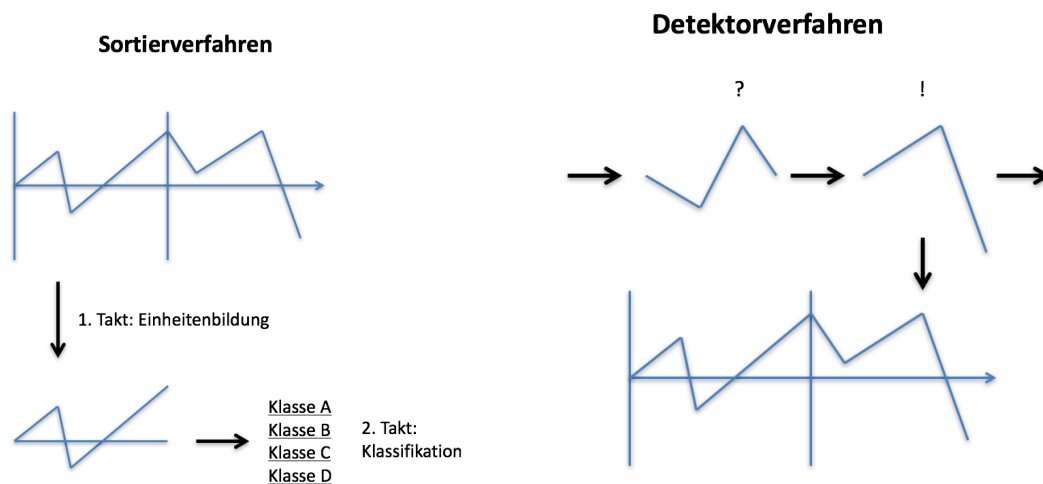 Sortierverfahren
1. Takt: Einheitenbildung
Klasse A
Klasse B
Klasse C
Klasse D
2. Takt:
Klassifikation
Detektorverfahren
?
!